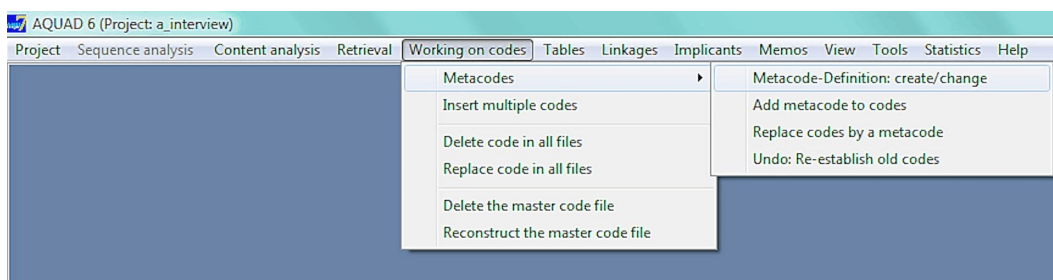 AQUAD 6 (Project: a_interview)
Project Sequence analysis Content analysis Retrieval Working on codes Tables Linkages Implicants Memos View Tools Statistics Help
Metacodes
Insert multiple codes
Delete code in all files
Replace code in all files
Delete the master code file
Reconstruct the master code file
Metacode-Definition: create/change
Add metacode to codes
Replace codes by a metacode
Undo: Re-establish old codes